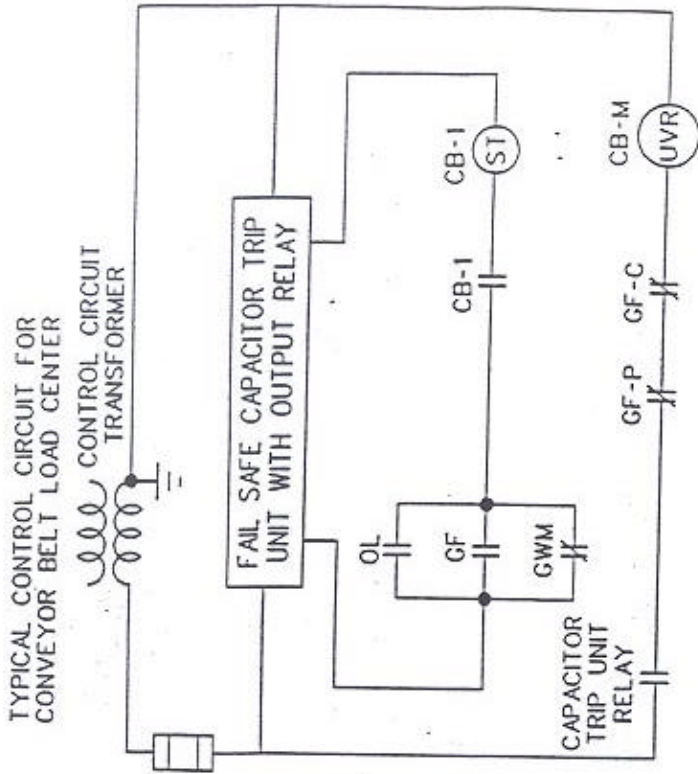 TYPICAL CONTROL CIRCUIT FOR
CONVEYOR BELT LOAD CENTER
CONTROL CIRCUIT
TRANSFORMER
FAIL SAFE CAPACITOR TRIP
UNIT WITH OUTPUT RELAY
OL
GF
GWM
CB-1
CB-1
ST
CAPACITOR
TRIP UNIT
RELAY
GF-P
GF-C
CB-M
UVR